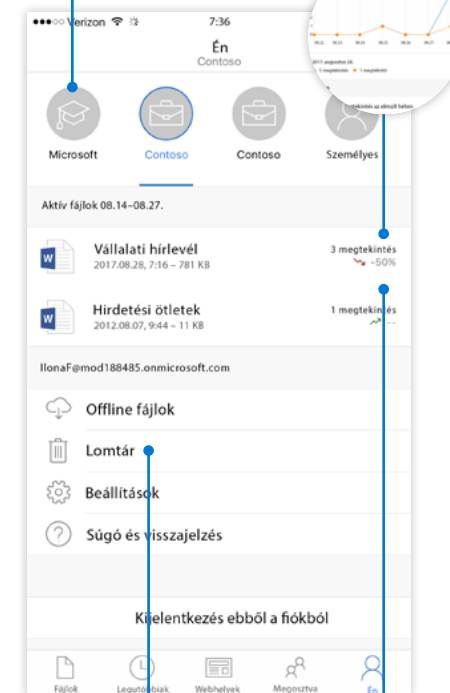 Verizon 7:36
Én
Contoso
Microsoft Contoso Contoso Személyes
Aktív fájlok 08.14–08.27.
Vállalati hírlevél 3 megtekintés
2017.08.28, 7:16 – 781 KB -50%
Hirdetési ötletek 1 megtekintés
2012.08.07, 9:44 – 11 KB --
IlonaF@mod188485.onmicrosoft.com
Offline fájlok
Lomtár
Beállítások
Súgó és visszajelzés
Kijelentkezés ebből a fiókból
Fájlok Legutóbbiak Webhelyek Megosztva Én